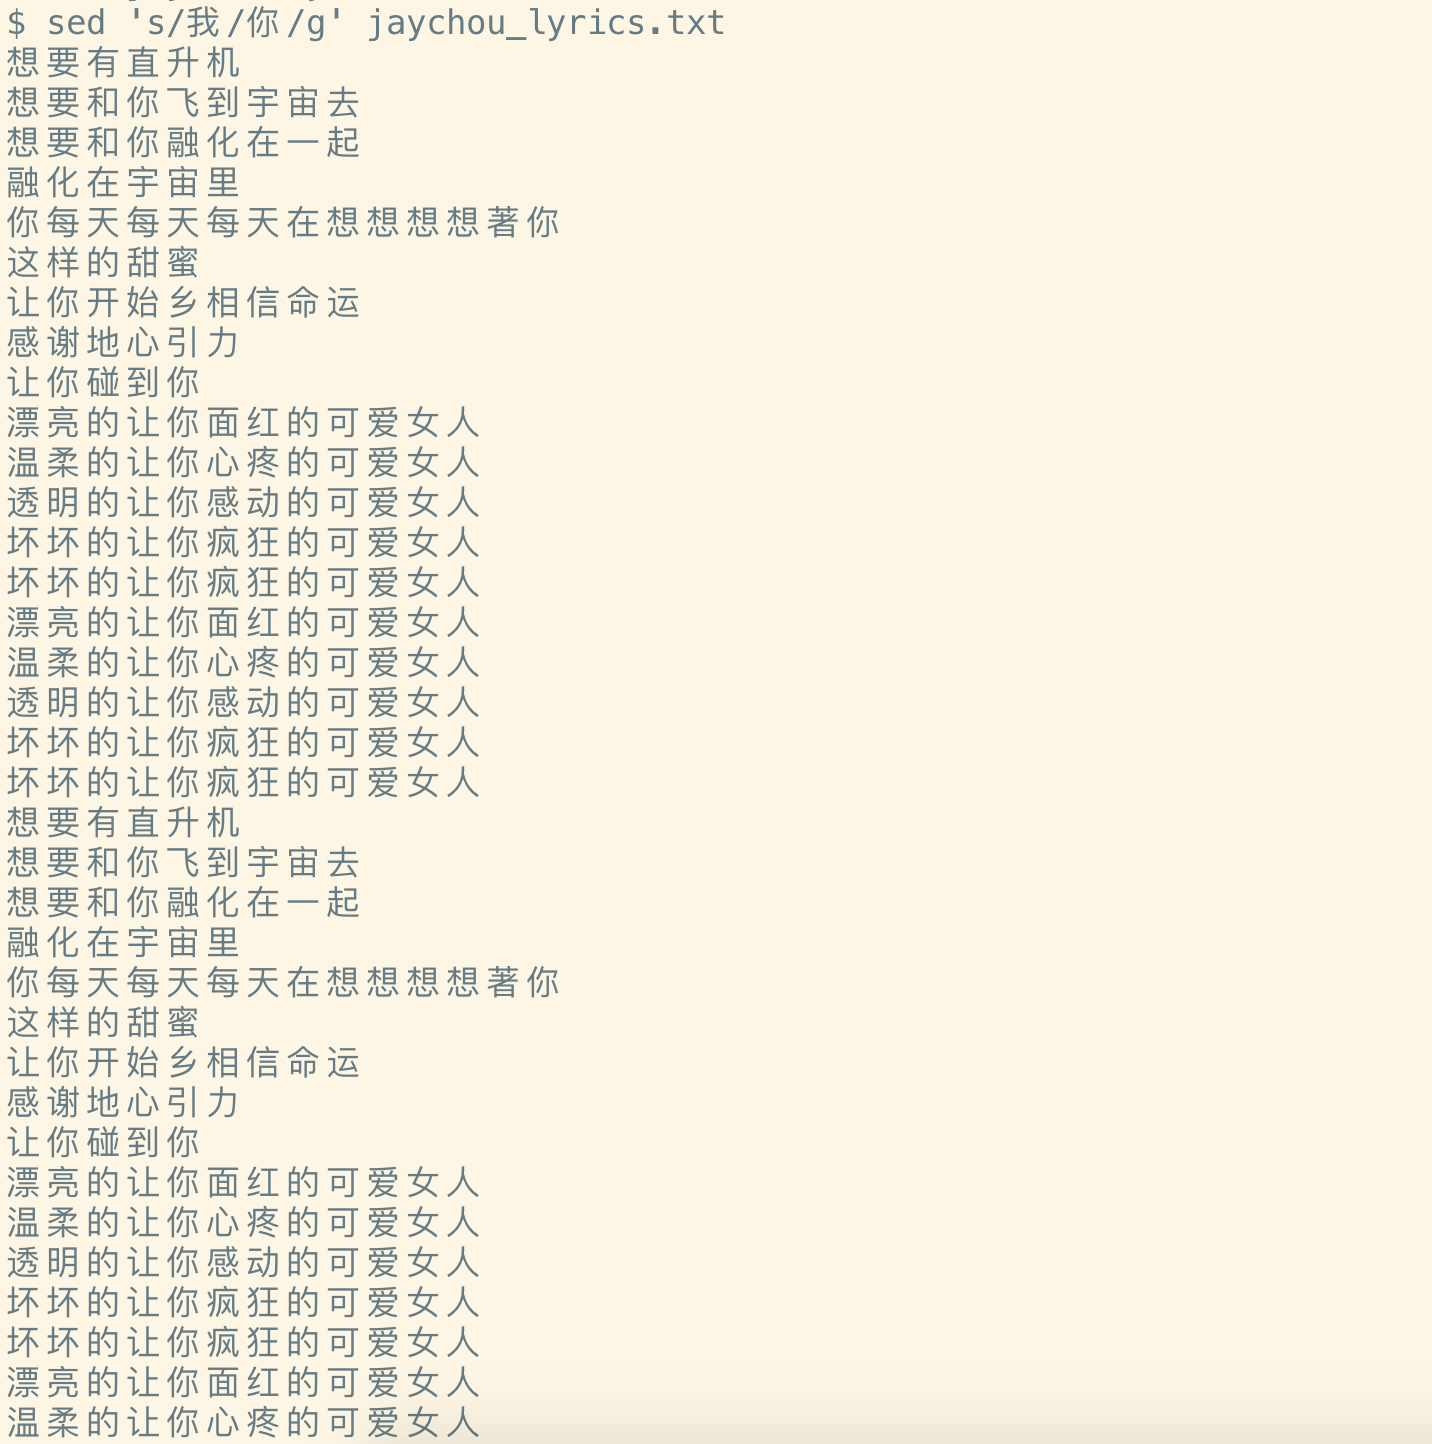 $ sed 's/我/你/g' jaychou_lyrics.txt
想要有直升机
想要和你飞到宇宙去
想要和你融化在一起
融化在宇宙里
你每天每天每天在想想想想著你
这样的甜蜜
让你开始乡相信命运
感谢地心引力
让你碰到你
漂亮的让你面红的可爱女人
温柔的让你心疼的可爱女人
透明的让你感动的可爱女人
坏坏的让你疯狂的可爱女人
坏坏的让你疯狂的可爱女人
漂亮的让你面红的可爱女人
温柔的让你心疼的可爱女人
透明的让你感动的可爱女人
坏坏的让你疯狂的可爱女人
坏坏的让你疯狂的可爱女人
想要有直升机
想要和你飞到宇宙去
想要和你融化在一起
融化在宇宙里
你每天每天每天在想想想想著你
这样的甜蜜
让你开始乡相信命运
感谢地心引力
让你碰到你
漂亮的让你面红的可爱女人
温柔的让你心疼的可爱女人
透明的让你感动的可爱女人
坏坏的让你疯狂的可爱女人
坏坏的让你疯狂的可爱女人
漂亮的让你面红的可爱女人
温柔的让你心疼的可爱女人